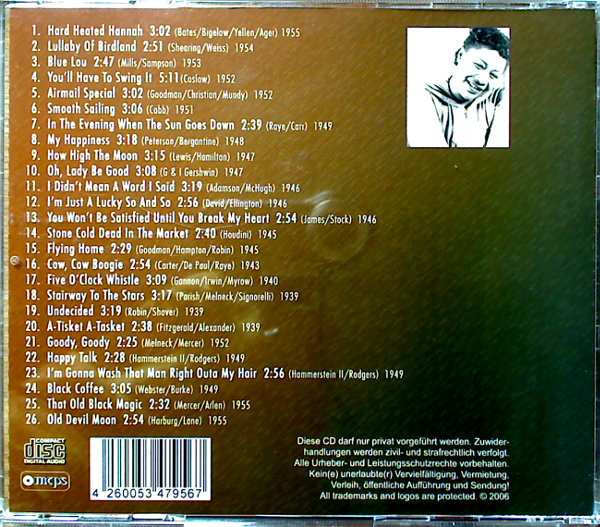 1. Hard Heated Hannah 3:02 (Bates/Bigelow/Yellen/Ager) 1955
2. Lullaby Of Birdland 2:51 (Shearing/Weiss) 1954
3. Blue Lou 2:47 (Mills/Sampson) 1953
4. You'll Have To Swing It 5:11 (Coslow) 1952
5. Airmail Special 3:02 (Goodman/Christian/Mundy) 1952
6. Smooth Sailing 3:06 (Cobb) 1951
7. In The Evening When The Sun Goes Down 2:39 (Raye/Carr) 1949
8. My Happiness 3:18 (Peterson/Bergantine) 1948
9. How High The Moon 3:15 (Lewis/Hamilton) 1947
10. Oh, Lady Be Good 3:08 (G & I Gershwin) 1947
11. I Didn't Mean A Word I Said 3:19 (Adamson/McHugh) 1946
12. I'm Just A Lucky So And So 2:56 (David/Ellington) 1946
13. You Won't Be Satisfied Until You Break My Heart 2:54 (James/Stock) 1946
14. Stone Cold Dead In The Market 2:40 (Houdini) 1945
15. Flying Home 2:29 (Goodman/Hampton/Robin) 1945
16. Cow, Cow Boogie 2:54 (Carter/De Paul/Raye) 1943
17. Five O'Clock Whistle 3:09 (Gannon/Irwin/Myrow) 1940
18. Stairway To The Stars 3:17 (Parish/Melneck/Signorelli) 1939
19. Undecided 3:19 (Robin/Shaver) 1939
20. A-Tisket A-Tasket 2:38 (Fitzgerald/Alexander) 1939
21. Goody, Goody 2:25 (Melneck/Mercer) 1952
22. Happy Talk 2:28 (Hammerstein II/Rodgers) 1949
23. I'm Gonna Wash That Man Right Outa My Hair 2:56 (Hammerstein II/Rodgers) 1949
24. Black Coffee 3:05 (Webster/Burke) 1949
25. That Old Black Magic 2:32 (Mercer/Arlen) 1955
26. Old Devil Moon 2:54 (Harburg/Lane) 1955
COMPACT
disc
DIGITAL AUDIO
mcps
4 260053 479567
Diese CD darf nur privat vorgeführt werden. Zuwider-
handlungen werden zivil- und strafrechtlich verfolgt.
Alle Urheber- und Leistungsschutzrechte vorbehalten.
Kein(e) unerlaubte(r) Vervielfältigung, Vermietung,
Verleih, öffentliche Aufführung und Sendung!
All trademarks and logos are protected. © 2006